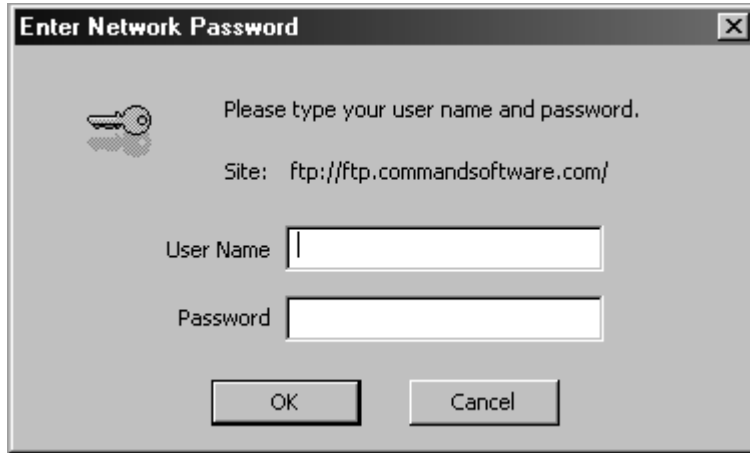 Enter Network Password
Please type your user name and password.
Site: ftp://ftp.commandsoftware.com/
User Name
Password
OK Cancel